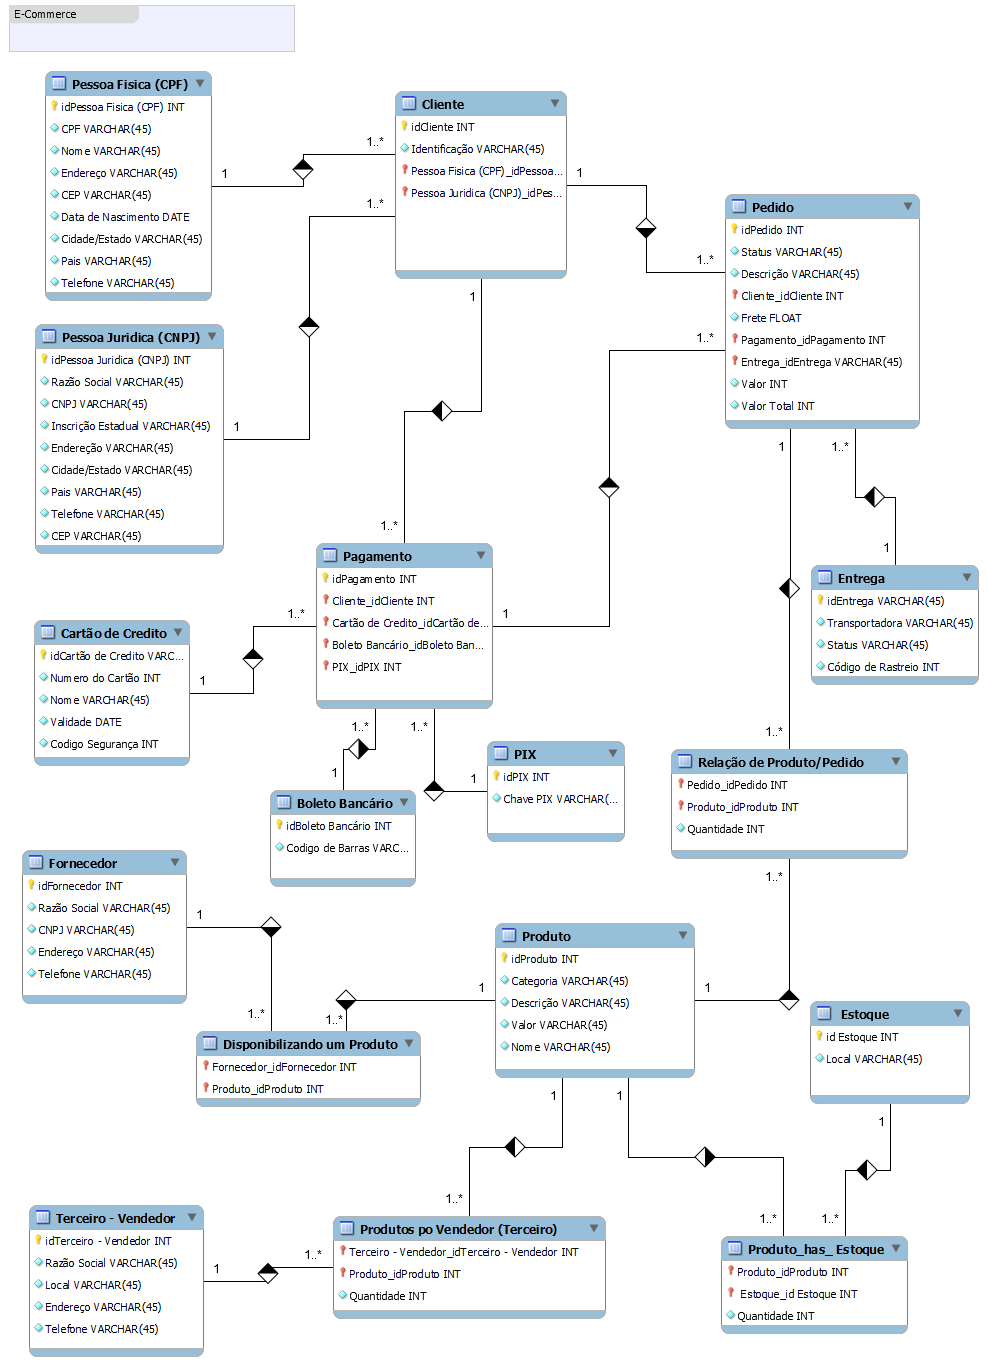 E-Commerce
Pessoa Fisica (CPF)
idPessoa Fisica (CPF) INT
CPF VARCHAR(45)
Nome VARCHAR(45)
Endereço VARCHAR(45)
CEP VARCHAR(45)
Data de Nascimento DATE
Cidade/Estado VARCHAR(45)
Pais VARCHAR(45)
Telefone VARCHAR(45)
1
1..*
Cliente
idCliente INT
Identificação VARCHAR(45)
Pessoa Fisica (CPF)_idPessoa...
Pessoa Juridica (CNPJ)_idPes...
1..*
1
1
1..*
Pedido
idPedido INT
Status VARCHAR(45)
Descrição VARCHAR(45)
Cliente_idCliente INT
Frete FLOAT
Pagamento_idPagamento INT
Entrega_idEntrega VARCHAR(45)
Valor INT
Valor Total INT
1..*
1
1..*
Pessoa Juridica (CNPJ)
idPessoa Juridica (CNPJ) INT
Razão Social VARCHAR(45)
CNPJ VARCHAR(45)
Inscrição Estadual VARCHAR(45)
Endereção VARCHAR(45)
Cidade/Estado VARCHAR(45)
Pais VARCHAR(45)
Telefone VARCHAR(45)
CEP VARCHAR(45)
1
1..*
Pagamento
idPagamento INT
Cliente_idCliente INT
Cartão de Credito_idCartão de...
Boleto Bancário_idBoleto Ban...
PIX_idPIX INT
1..*
1
1..*
1..*
1
Entrega
idEntrega VARCHAR(45)
Transportadora VARCHAR(45)
Status VARCHAR(45)
Código de Rastreio INT
Cartão de Credito
idCartão de Credito VARC...
Numero do Cartão INT
Nome VARCHAR(45)
Validade DATE
Codigo Segurança INT
1
1
Boleto Bancário
idBoleto Bancário INT
Codigo de Barras VARC...
1
PIX
idPIX INT
Chave PIX VARCHAR(...
1..*
Relação de Produto/Pedido
Pedido_idPedido INT
Produto_idProduto INT
Quantidade INT
1..*
Fornecedor
idFornecedor INT
Razão Social VARCHAR(45)
CNPJ VARCHAR(45)
Endereço VARCHAR(45)
Telefone VARCHAR(45)
1
1..*
Produto
idProduto INT
Categoria VARCHAR(45)
Descrição VARCHAR(45)
Valor VARCHAR(45)
Nome VARCHAR(45)
1
1..*
1
1
1
Disponibilizando um Produto
Fornecedor_idFornecedor INT
Produto_idProduto INT
Estoque
id Estoque INT
Local VARCHAR(45)
1
Terceiro - Vendedor
idTerceiro - Vendedor INT
Razão Social VARCHAR(45)
Local VARCHAR(45)
Endereço VARCHAR(45)
Telefone VARCHAR(45)
1
1..*
1..*
Produtos po Vendedor (Terceiro)
Terceiro - Vendedor_idTerceiro - Vendedor INT
Produto_idProduto INT
Quantidade INT
1..*
1..*
Produto_has_ Estoque
Produto_idProduto INT
Estoque_id Estoque INT
Quantidade INT